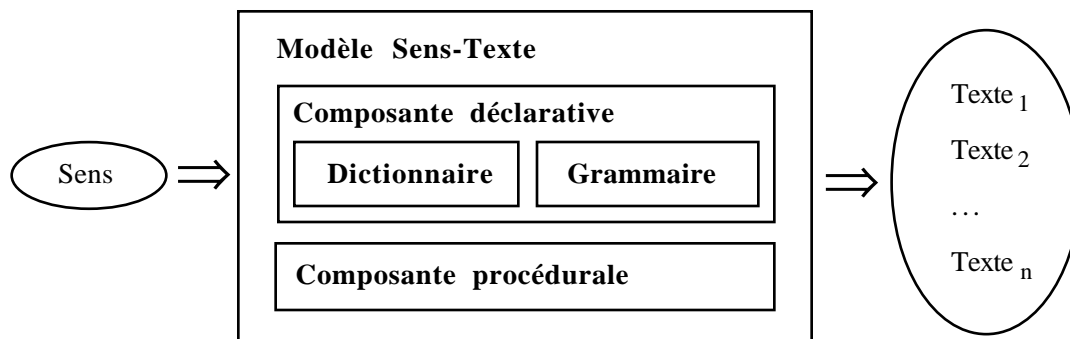 Modèle Sens-Texte
Composante déclarative
Dictionnaire
Grammaire
Composante procédurale
Sens
Texte 1
Texte 2
...
Texte n